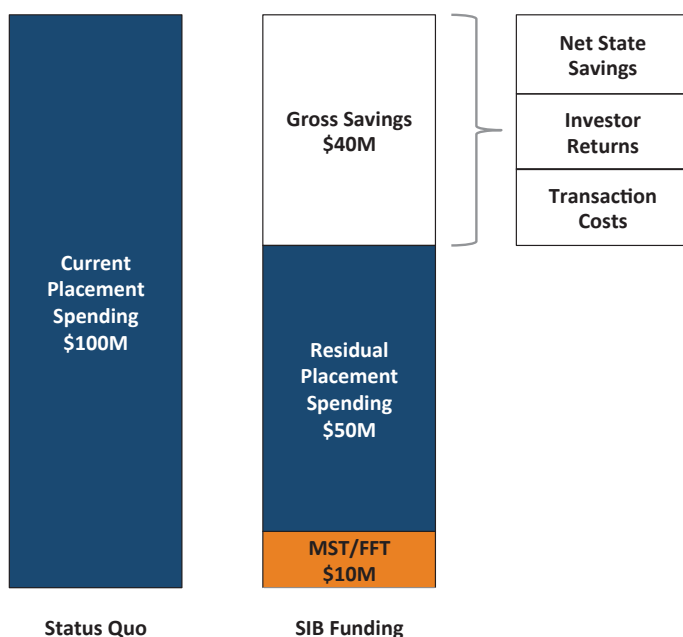 Current
Placement
Spending
$100M
Status Quo
Gross Savings
$40M
Residual
Placement
Spending
$50M
MST/FFT
$10M
SIB Funding
Net State
Savings
Investor
Returns
Transaction
Costs